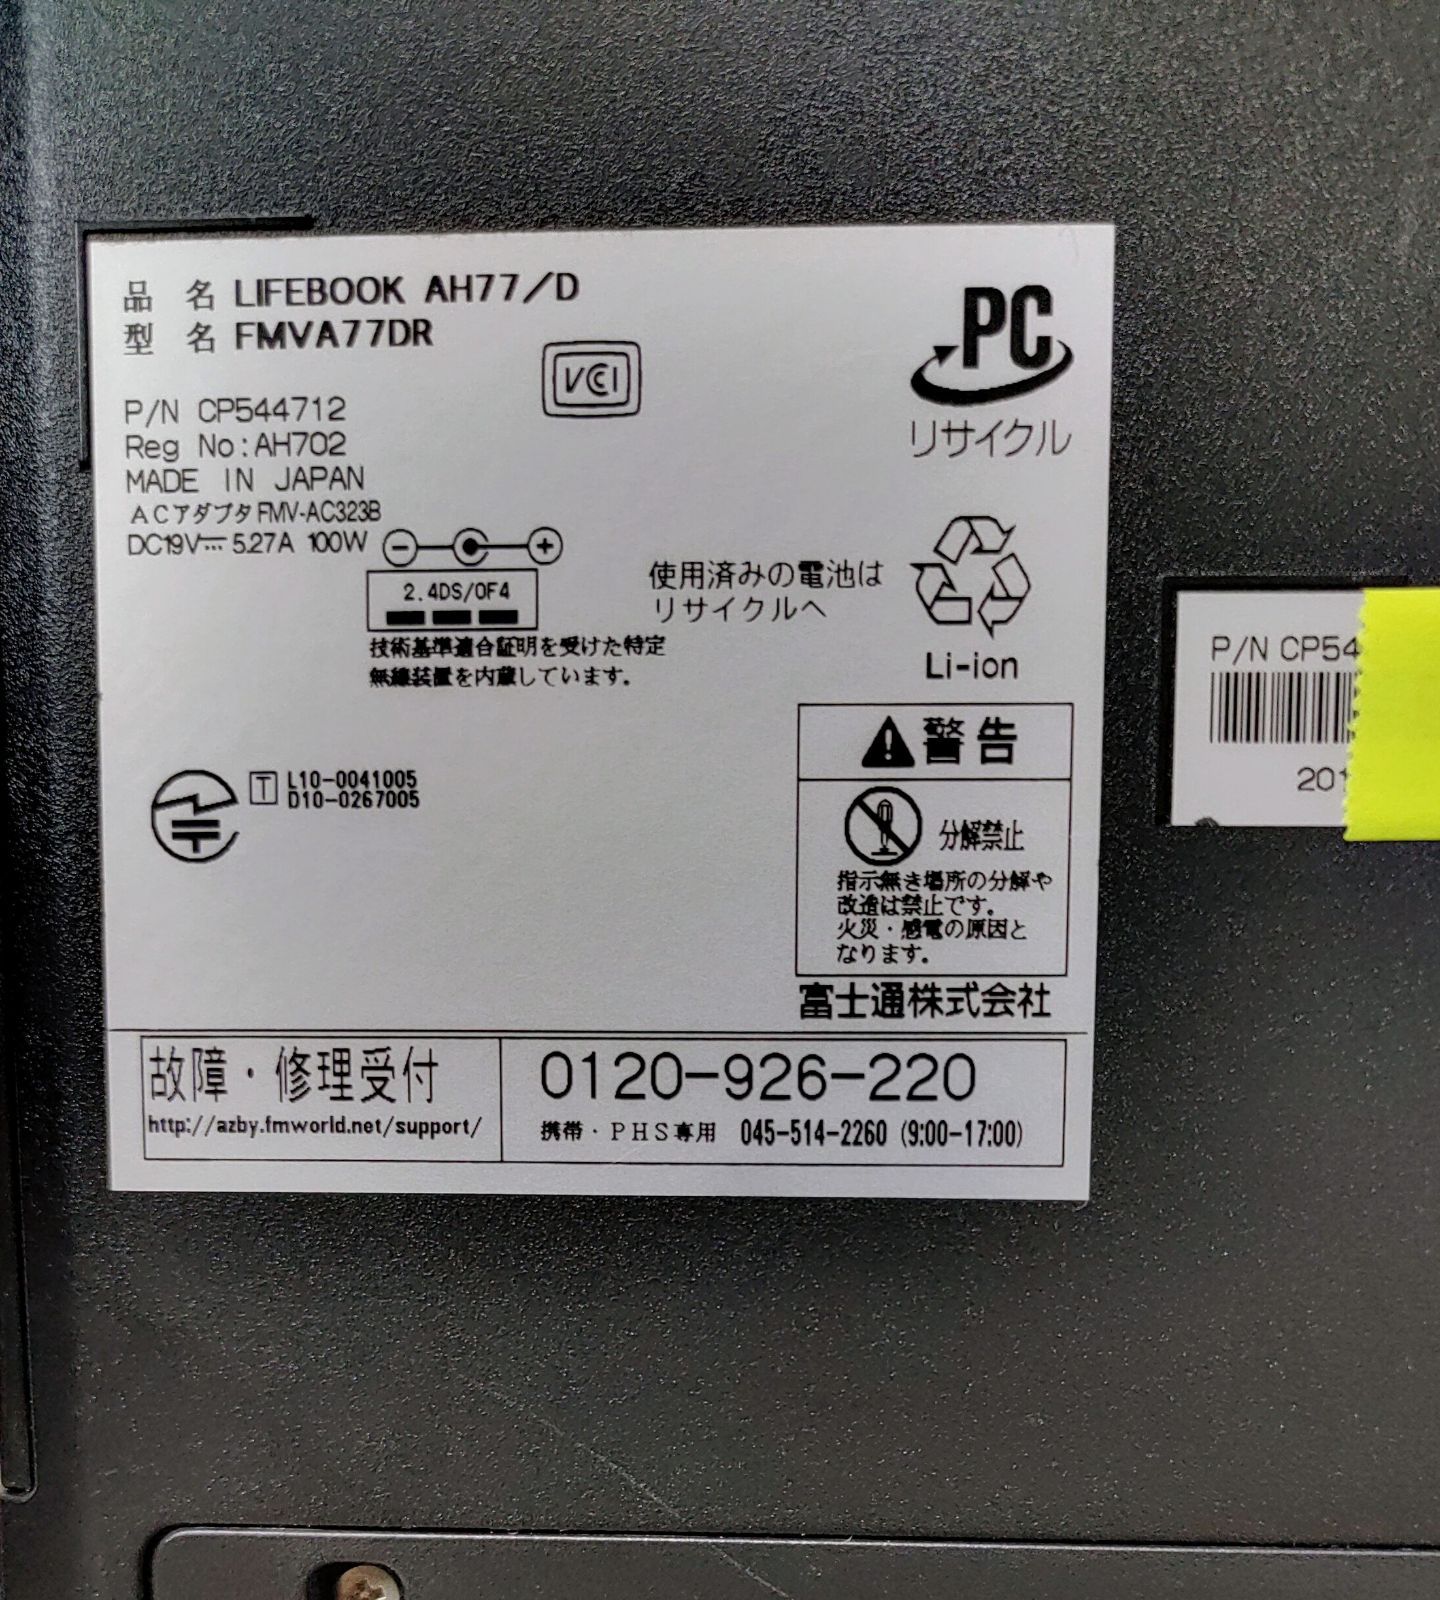 品 名 LIFEBOOK AH77/D
型 名 FMVA77DR
VCCI
PC
リサイクル
P/N CP544712
Reg No:AH702
MADE IN JAPAN
ACアダプタ FMV-AC323B
DC19V 5.27A 100W
2.4DS/OF4
技術基準適合証明を受けた特定
無線装置を内蔵しています。
使用済みの電池は
リサイクルへ
Li-ion
T L10-0041005
D10-0267005
警告
分解禁止
指示無き場所の分解や
改造は禁止です。
火災・感電の原因と
なります。
富士通株式会社
故障・修理受付
http://azby.fmworld.net/support/
0120-926-220
携帯・PHS専用 045-514-2260 (9:00-17:00)
P/N CP54
201